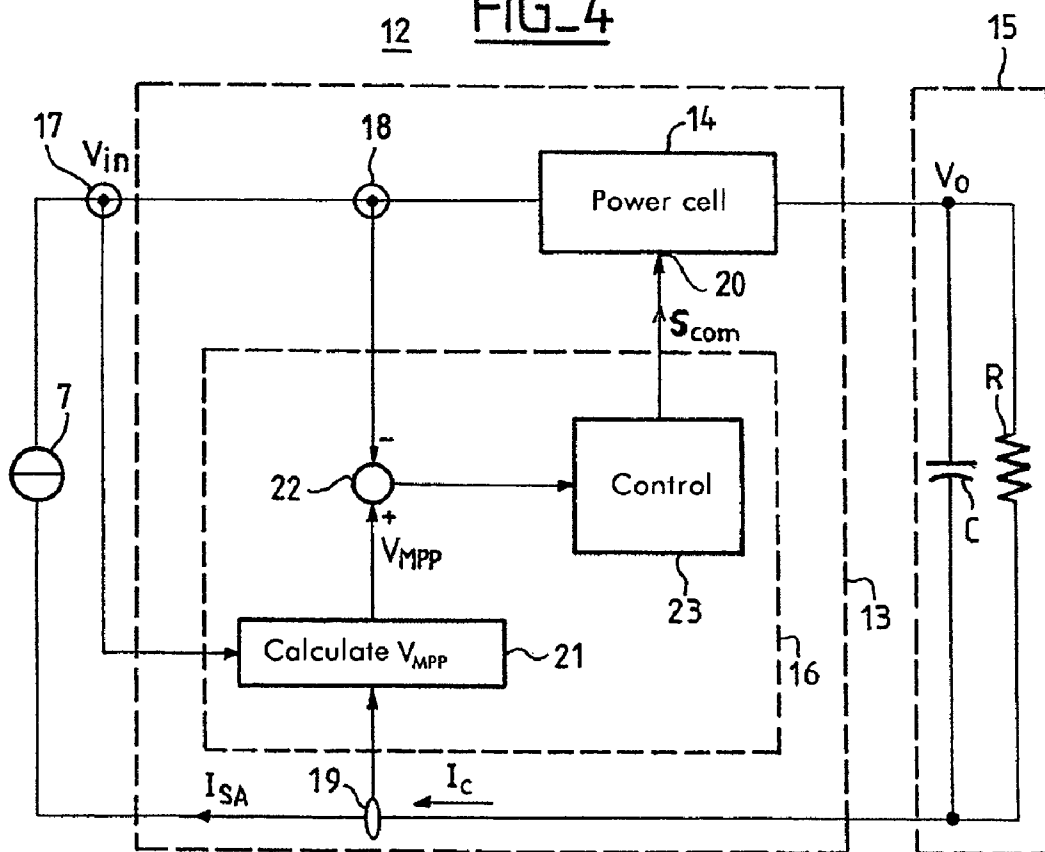 FIG_4
12
15
17
Vin
18
14
Power cell
Vo
20
Scom
7
R
-
22
Control
C
+
VMPP
23
13
Calculate VMPP
21
16
ISA
19
Ic